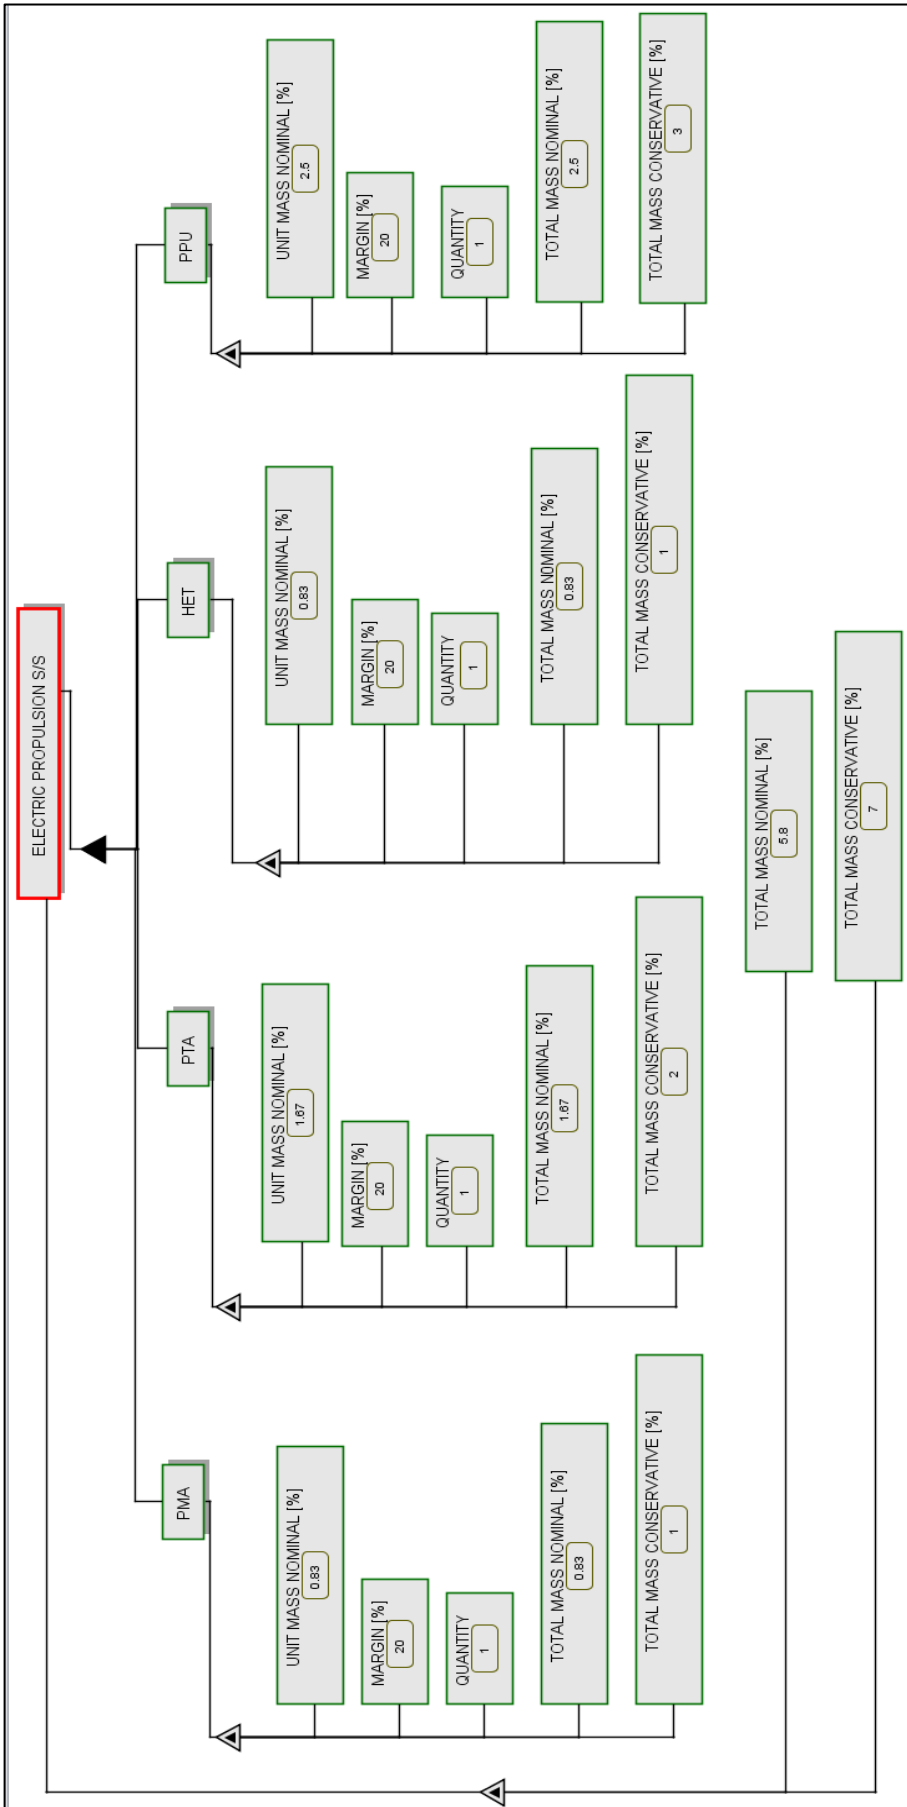 ELECTRIC PROPULSION S/S
PMA
UNIT MASS NOMINAL [%]
0.83
MARGIN [%]
20
QUANTITY
1
TOTAL MASS NOMINAL [%]
0.83
TOTAL MASS CONSERVATIVE [%]
1
PTA
UNIT MASS NOMINAL [%]
1.67
MARGIN [%]
20
QUANTITY
1
TOTAL MASS NOMINAL [%]
1.67
TOTAL MASS CONSERVATIVE [%]
2
HET
UNIT MASS NOMINAL [%]
0.83
MARGIN [%]
20
QUANTITY
1
TOTAL MASS NOMINAL [%]
0.83
TOTAL MASS CONSERVATIVE [%]
1
PPU
UNIT MASS NOMINAL [%]
2.5
MARGIN [%]
20
QUANTITY
1
TOTAL MASS NOMINAL [%]
2.5
TOTAL MASS CONSERVATIVE [%]
3
TOTAL MASS NOMINAL [%]
5.8
TOTAL MASS CONSERVATIVE [%]
7